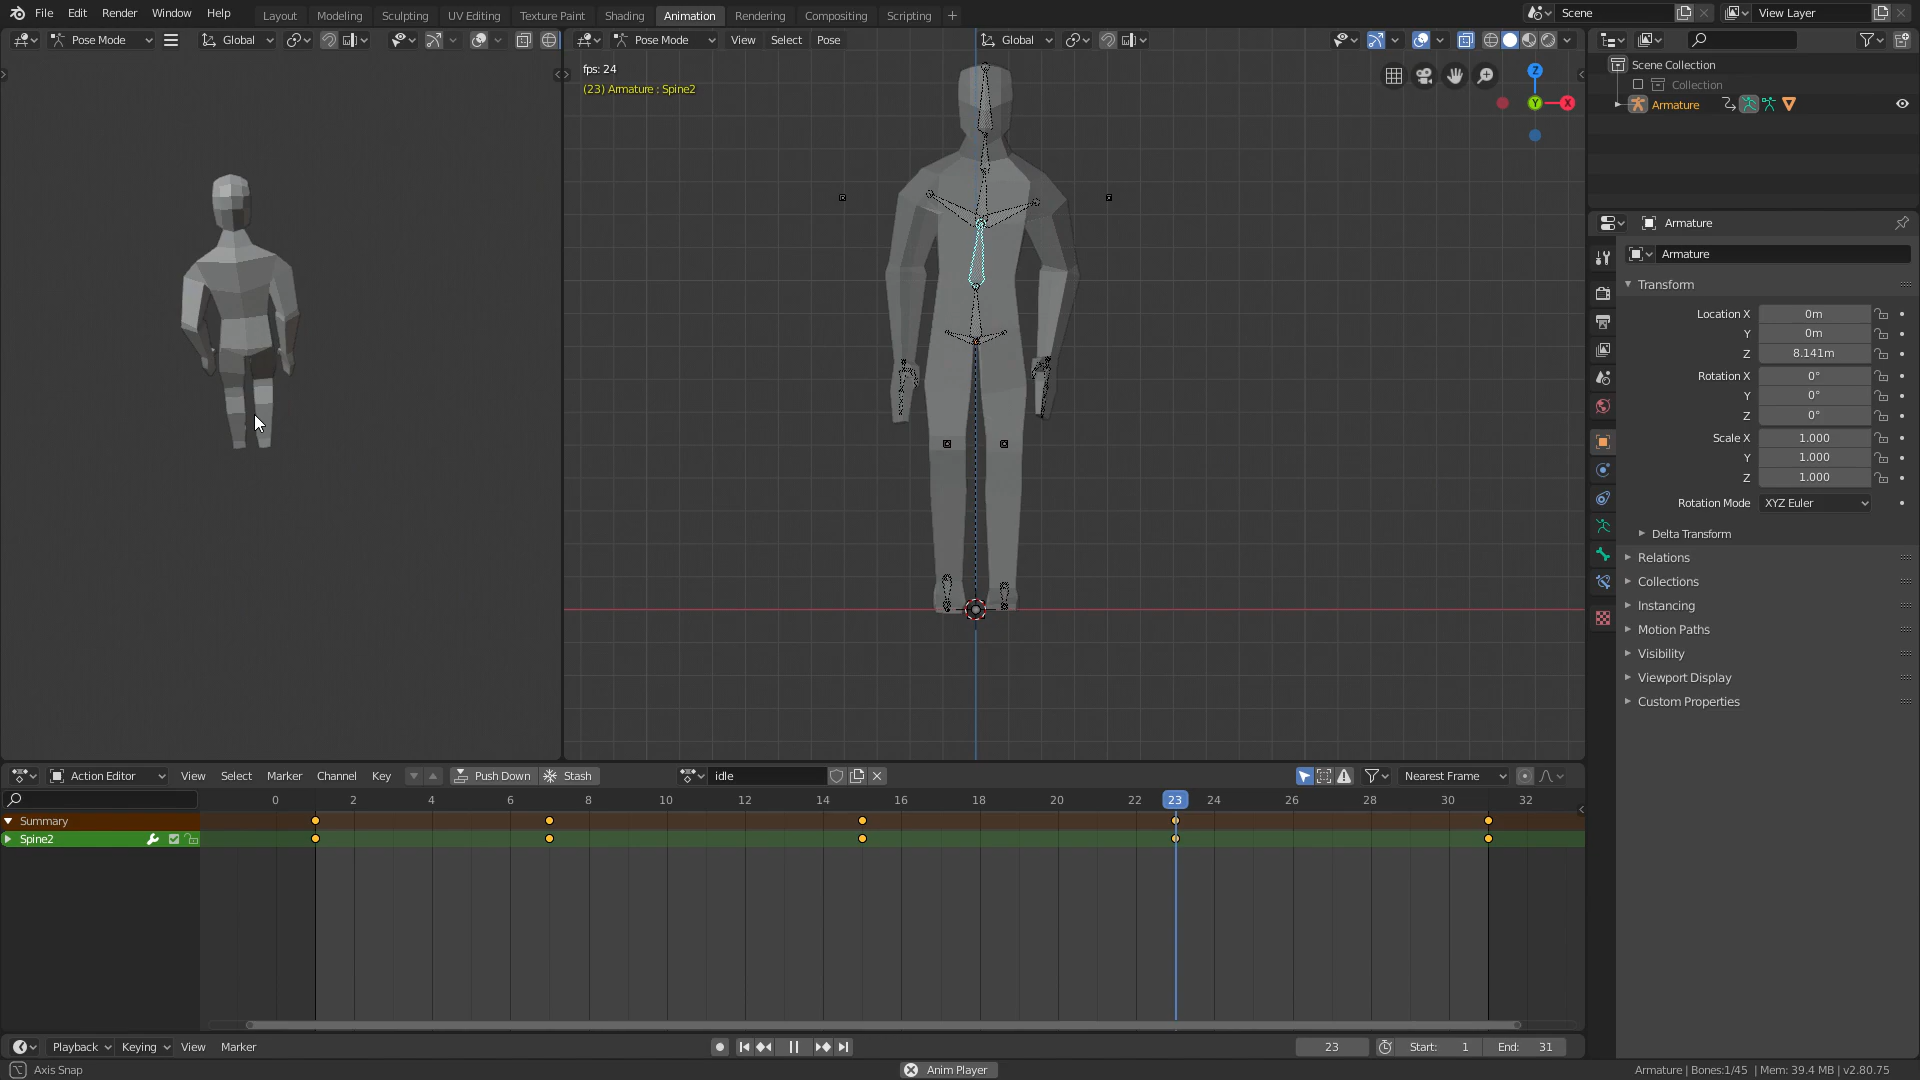 File Edit Render Window Help Layout Modeling Sculpting UV Editing Texture Paint Shading Animation Rendering Compositing Scripting + Scene View Layer
Pose Mode Global Pose Mode View Select Pose Global
fps: 24
(23) Armature : Spine2
Z
Y
X
Scene Collection
Collection
Armature
Armature
Armature
Transform
Location X 0m
Y 0m
Z 8.141m
Rotation X 0°
Y 0°
Z 0°
Scale X 1.000
Y 1.000
Z 1.000
Rotation Mode XYZ Euler
Delta Transform
Relations
Collections
Instancing
Motion Paths
Visibility
Viewport Display
Custom Properties
Action Editor View Select Marker Channel Key Push Down Stash idle Nearest Frame
0 2 4 6 8 10 12 14 16 18 20 22 23 24 26 28 30 32
Summary
Spine2
Playback Keying View Marker 23 Start: 1 End: 31
Axis Snap Anim Player Armature | Bones:1/45 | Mem: 39.4 MB | v2.80.75